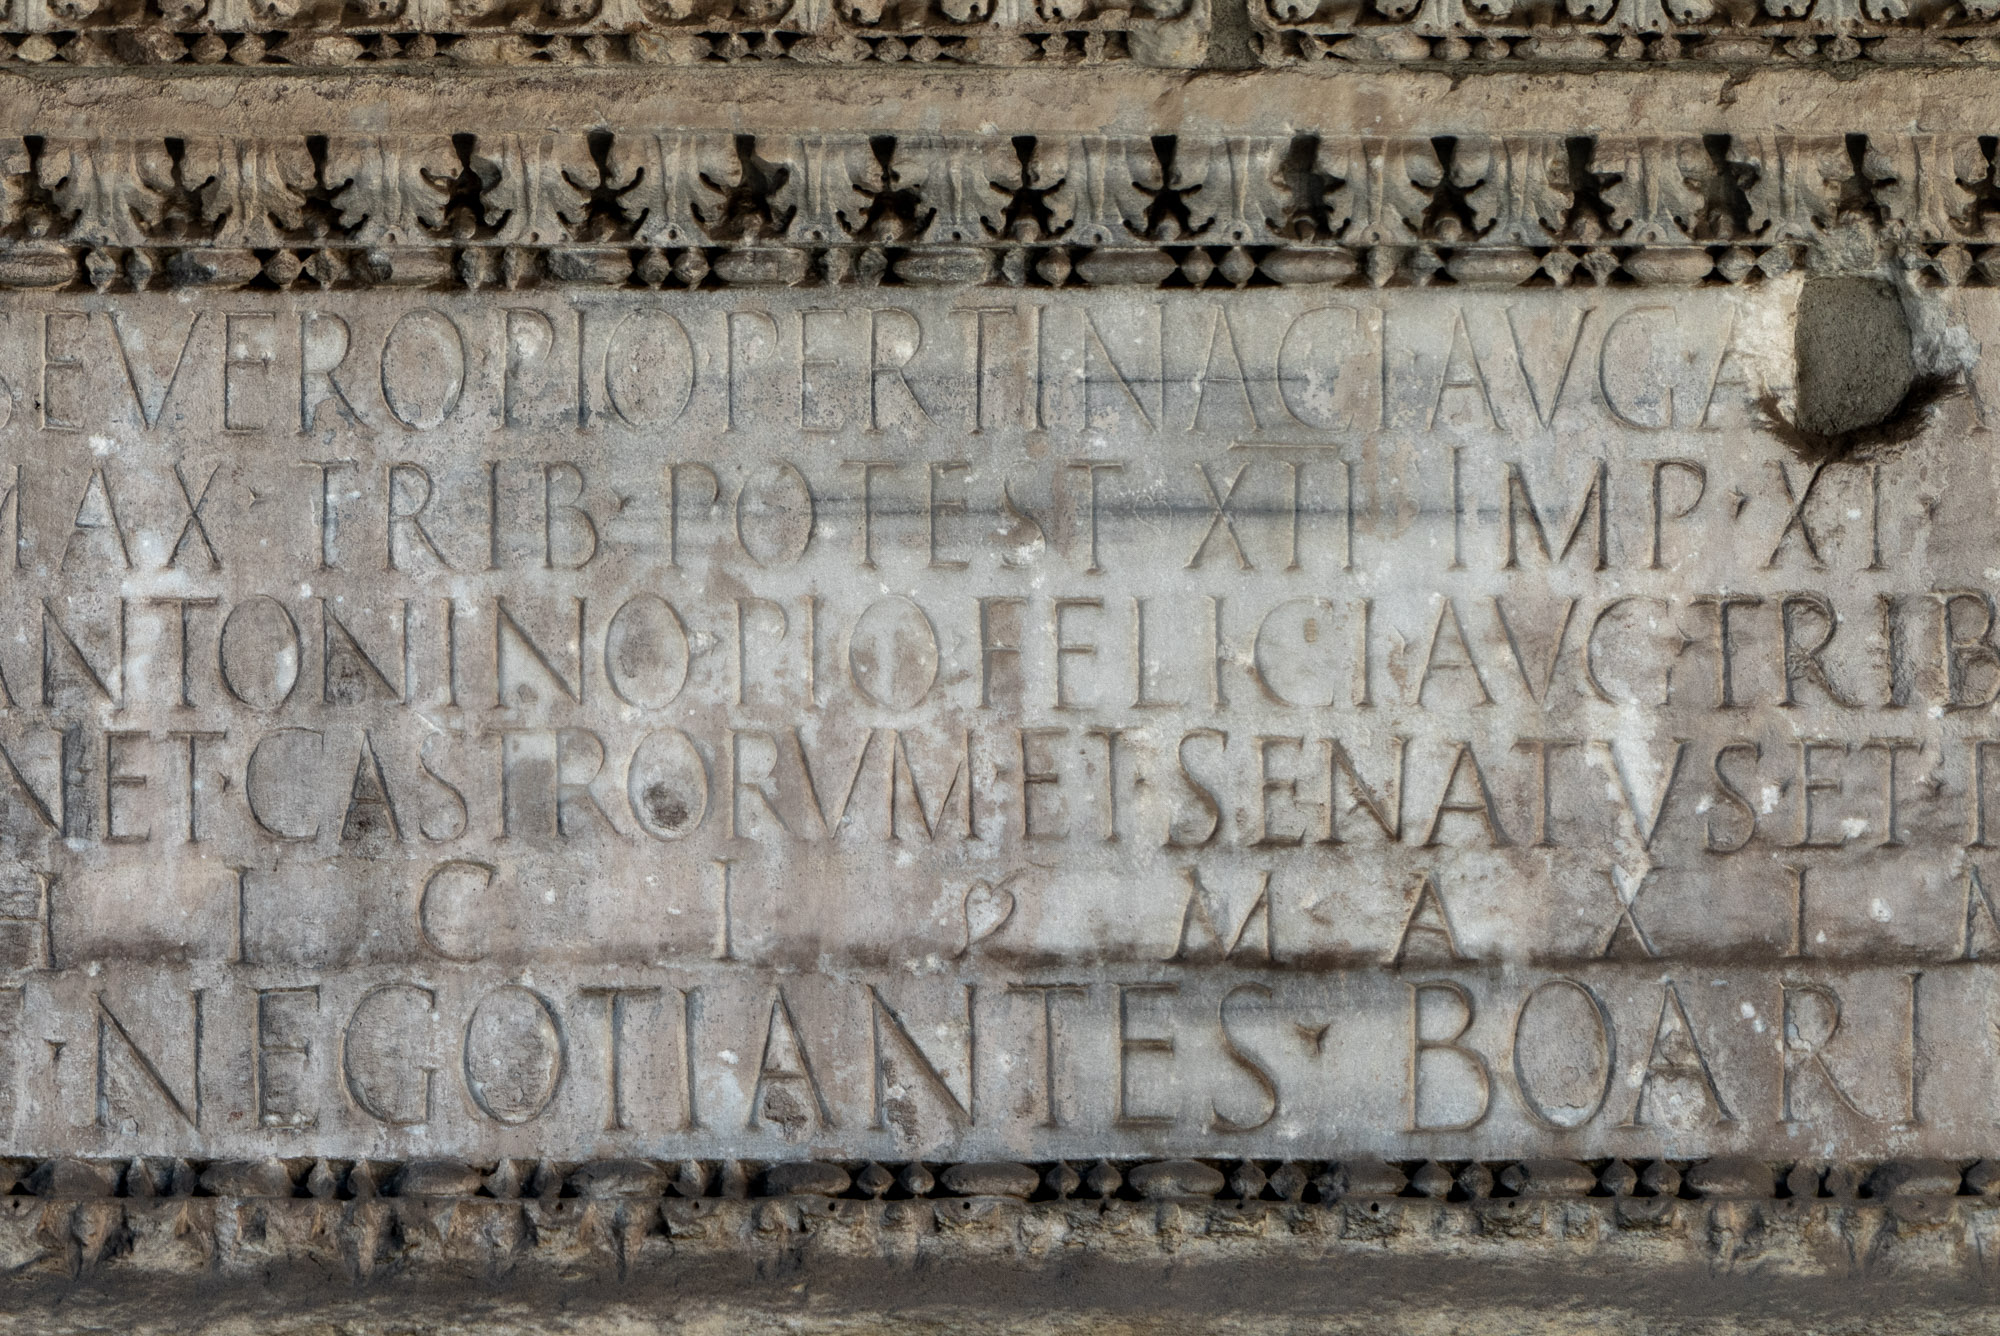 SEVERO PIO PERTINACI AVG A
MAX · TRIB · POTEST XII IMP · XI
ANTONINO · PIO FELICI AVG · TRIB
N ET · CASTRORVM ET · SENATVS · ET · P
H I C I ❦ M · A X I M
· NEGOTIANTES · BOARI